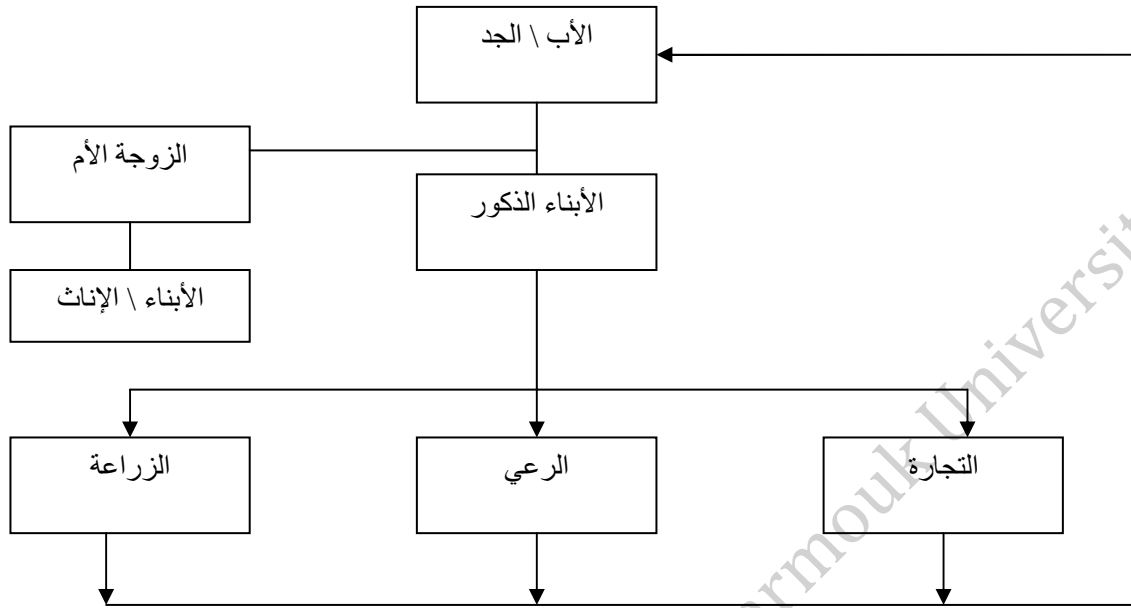 الأب \ الجد
الزوجة الأم
الأبناء الذكور
الأبناء \ الإناث
الزراعة
الرعي
التجارة